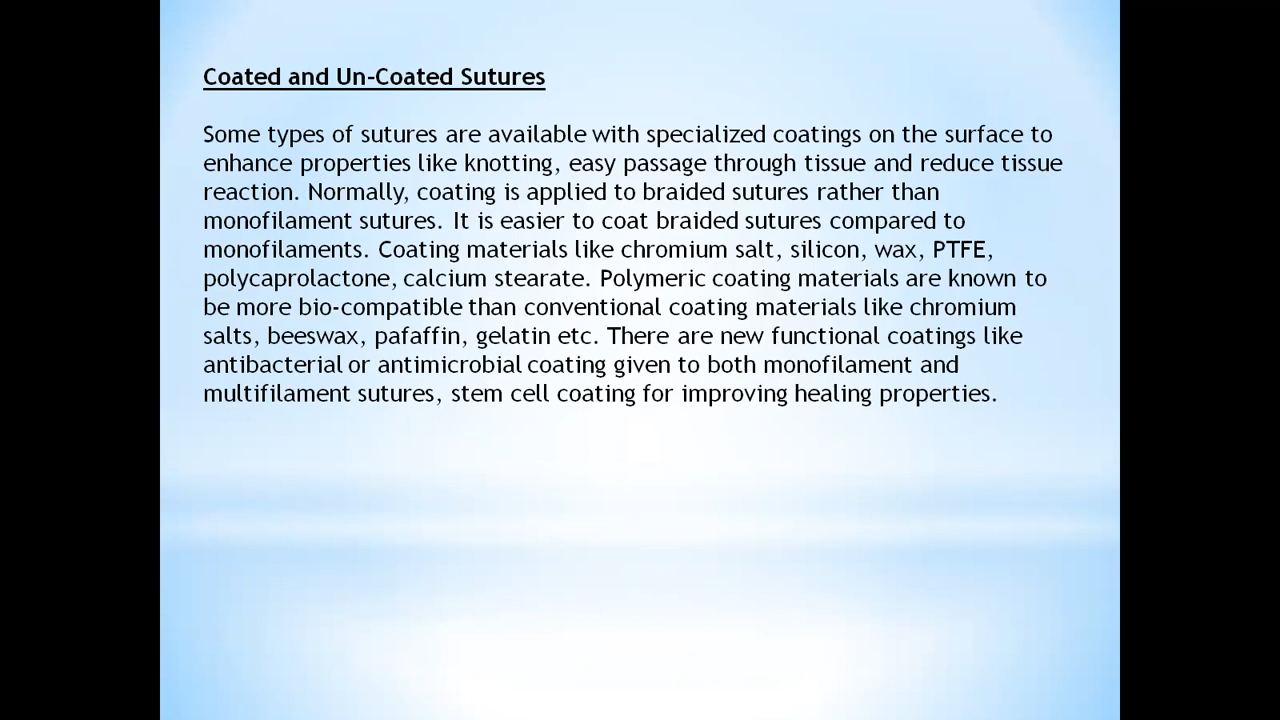 Coated and Un-Coated Sutures
Some types of sutures are available with specialized coatings on the surface to
enhance properties like knotting, easy passage through tissue and reduce tissue
reaction. Normally, coating is applied to braided sutures rather than
monofilament sutures. It is easier to coat braided sutures compared to
monofilaments. Coating materials like chromium salt, silicon, wax, PTFE,
polycaprolactone, calcium stearate. Polymeric coating materials are known to
be more bio-compatible than conventional coating materials like chromium
salts, beeswax, pafaffin, gelatin etc. There are new functional coatings like
antibacterial or antimicrobial coating given to both monofilament and
multifilament sutures, stem cell coating for improving healing properties.